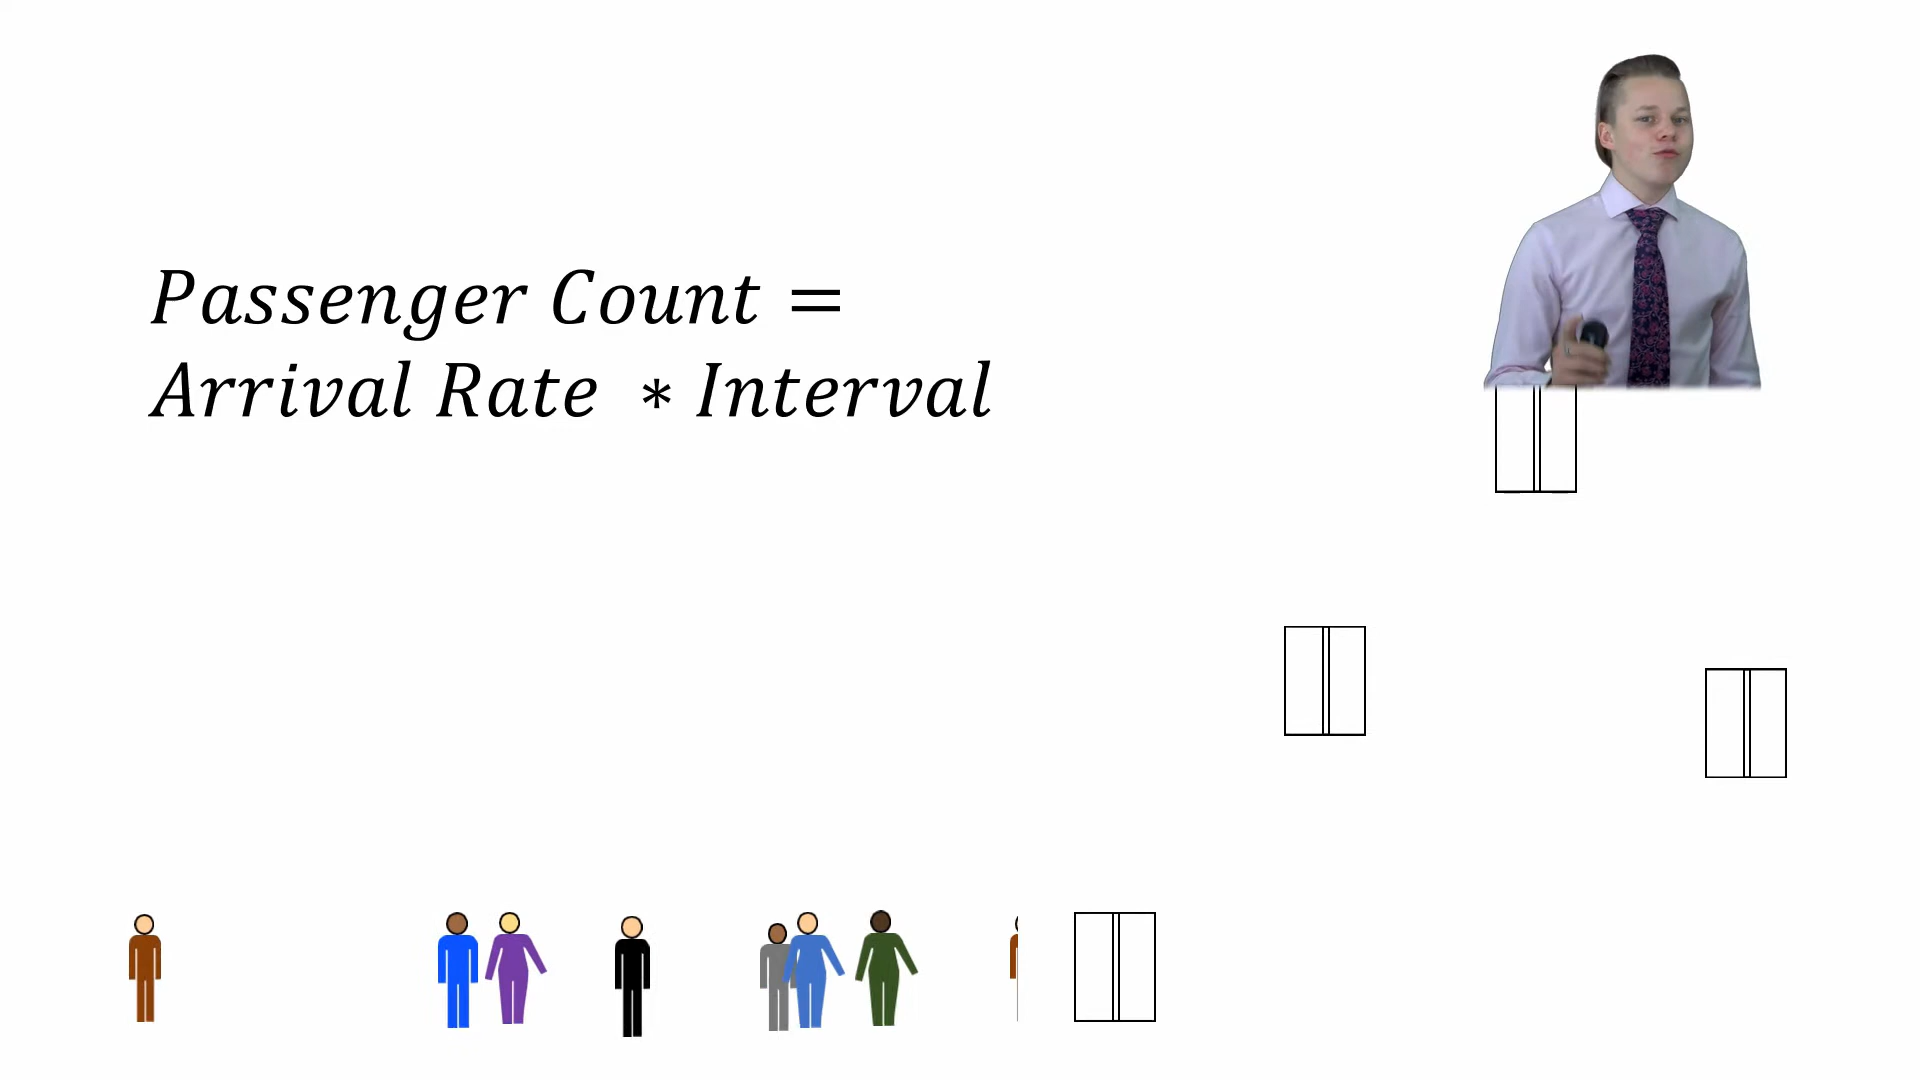 Passenger Count =
Arrival Rate * Interval